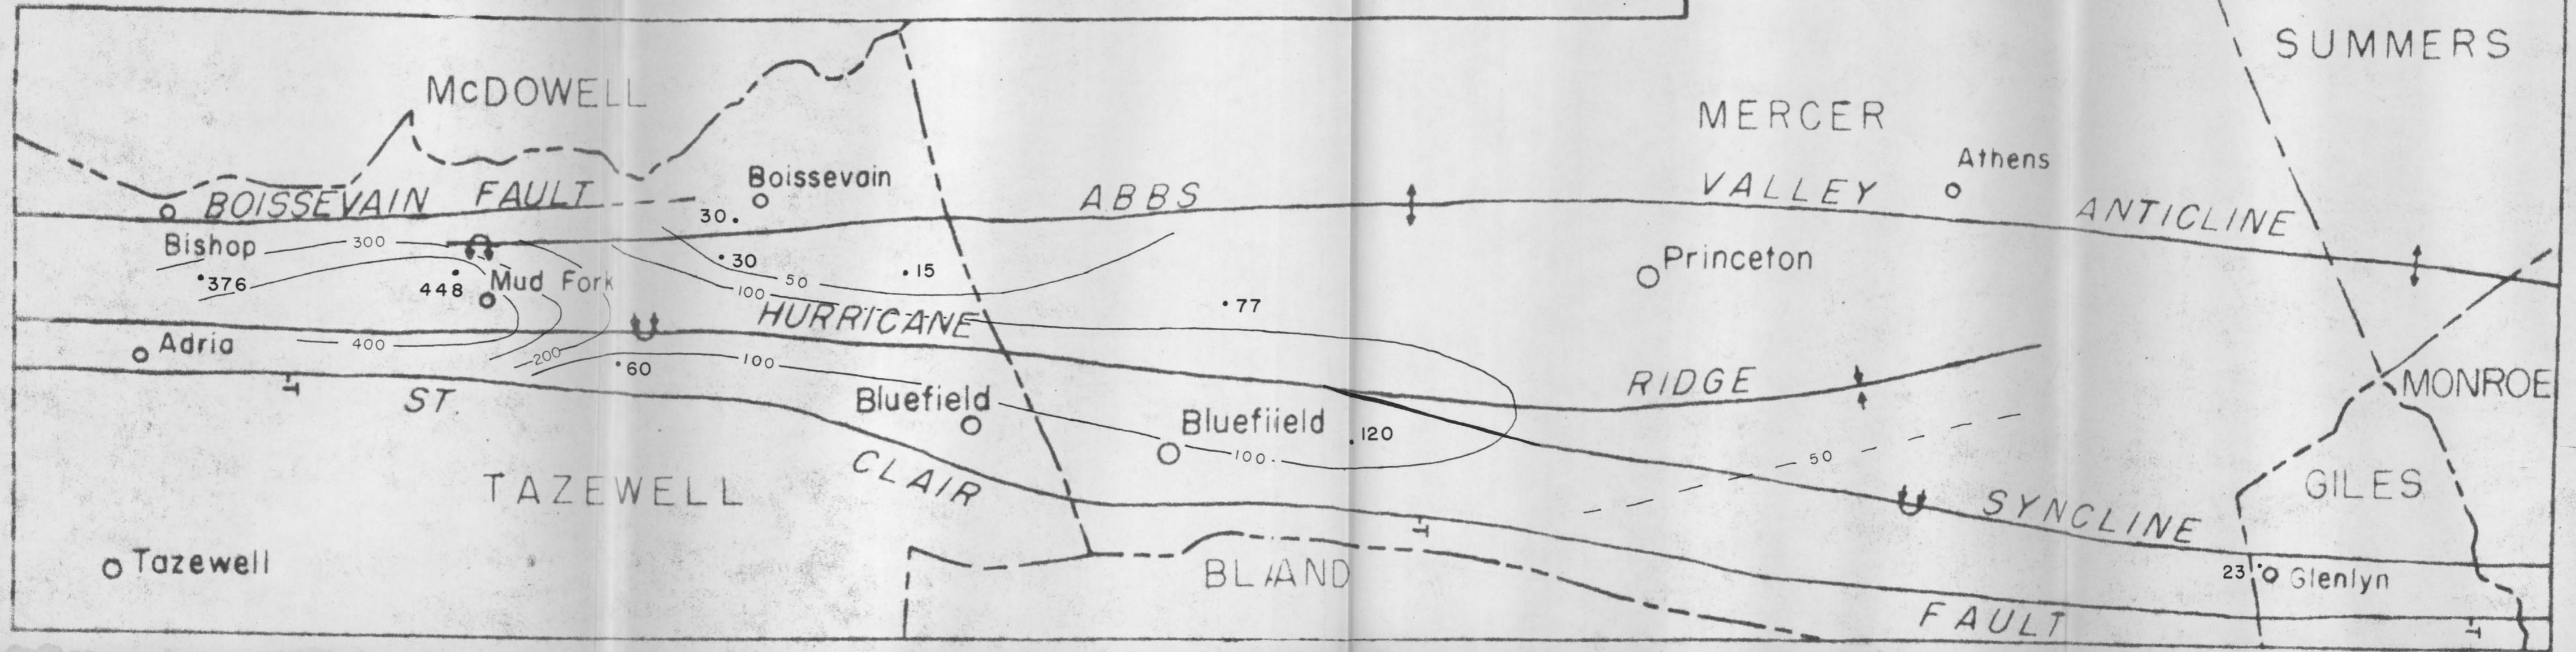 SUMMERS
McDOWELL
MERCER
Athens
Boissevain
VALLEY
BOISSEVAIN FAULT
ABBS
30
ANTICLINE
Bishop
300
Princeton
30
15
50
376
448
Mud Fork
100
77
HURRICANE
Adria
400
200
60
100
RIDGE
MONROE
ST.
Bluefield
Bluefiield
120
100
50
CLAIR
TAZEWELL
GILES
SYNCLINE
Tazewell
BLAND
23
Glenlyn
FAULT